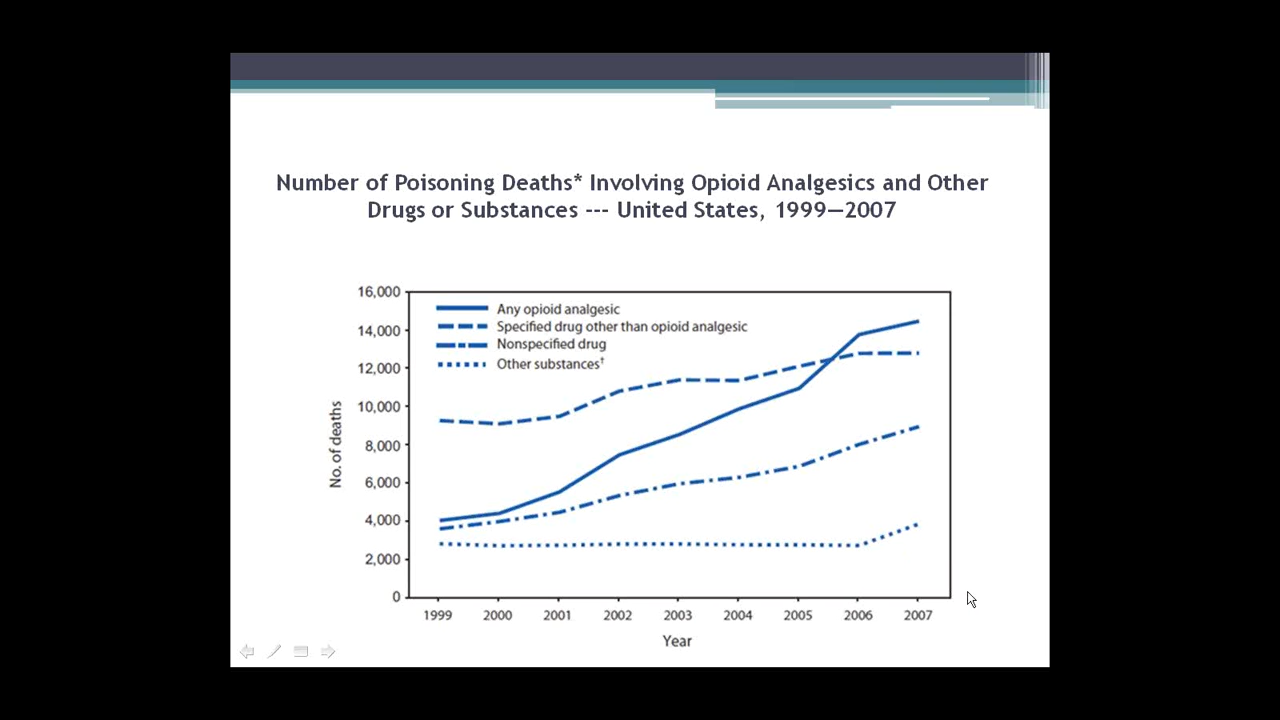 Number of Poisoning Deaths* Involving Opioid Analgesics and Other
Drugs or Substances --- United States, 1999—2007
16,000
14,000
12,000
10,000
8,000
6,000
4,000
2,000
0
No. of deaths
Any opioid analgesic
Specified drug other than opioid analgesic
Nonspecified drug
Other substances†
1999 2000 2001 2002 2003 2004 2005 2006 2007
Year